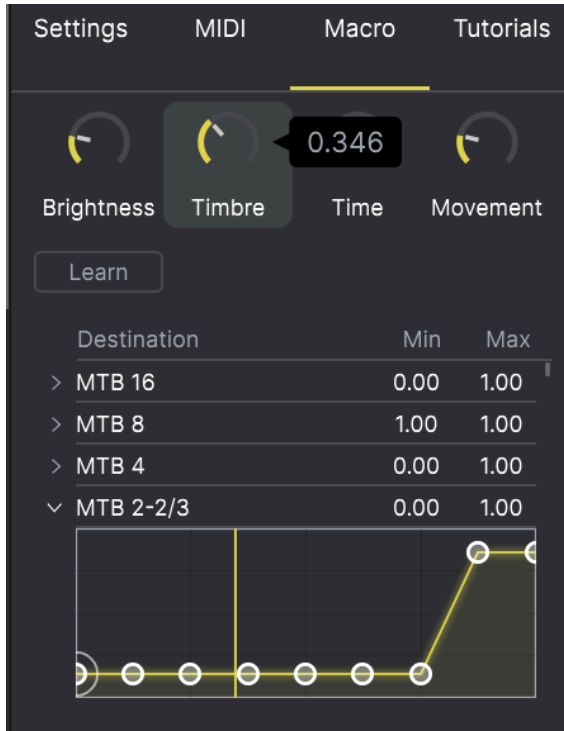 Settings MIDI Macro Tutorials
0.346
Brightness Timbre Time Movement
Learn
Destination Min Max
MTB 16 0.00 1.00
MTB 8 1.00 1.00
MTB 4 0.00 1.00
MTB 2-2/3 0.00 1.00